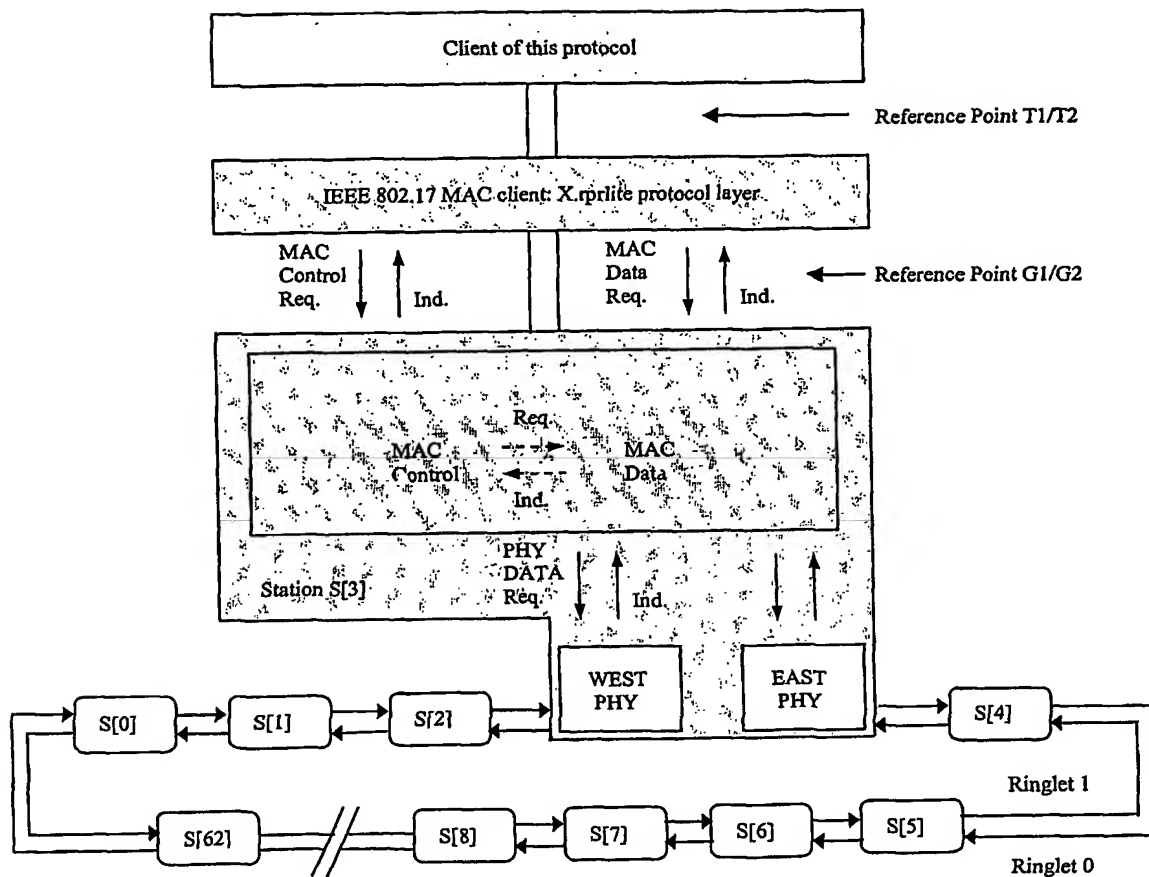 Client of this protocol
Reference Point T1/T2
IEEE 802.17 MAC client: X.rprlite protocol layer
MAC
Control
Req.
Ind.
MAC
Data
Req.
Ind.
Reference Point G1/G2
Req
MAC
Control
MAC
Data
Ind.
PHY
DATA
Req.
Ind.
Station S[3]
WEST
PHY
EAST
PHY
S[0]
S[1]
S[2]
S[4]
Ringlet 1
S[62]
S[8]
S[7]
S[6]
S[5]
Ringlet 0